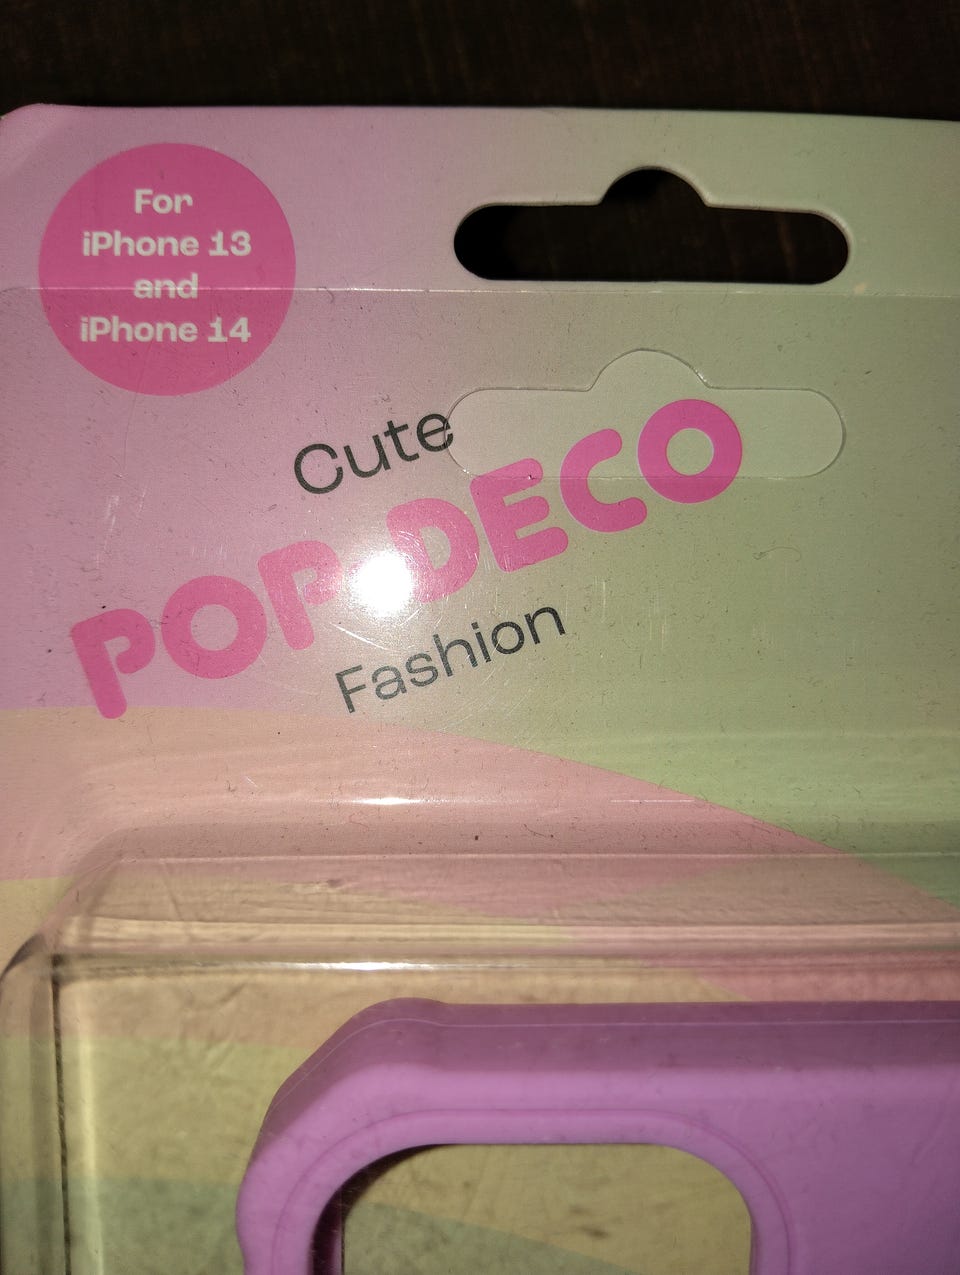 For
iPhone 13
and
iPhone 14
Cute
POP DECO
Fashion